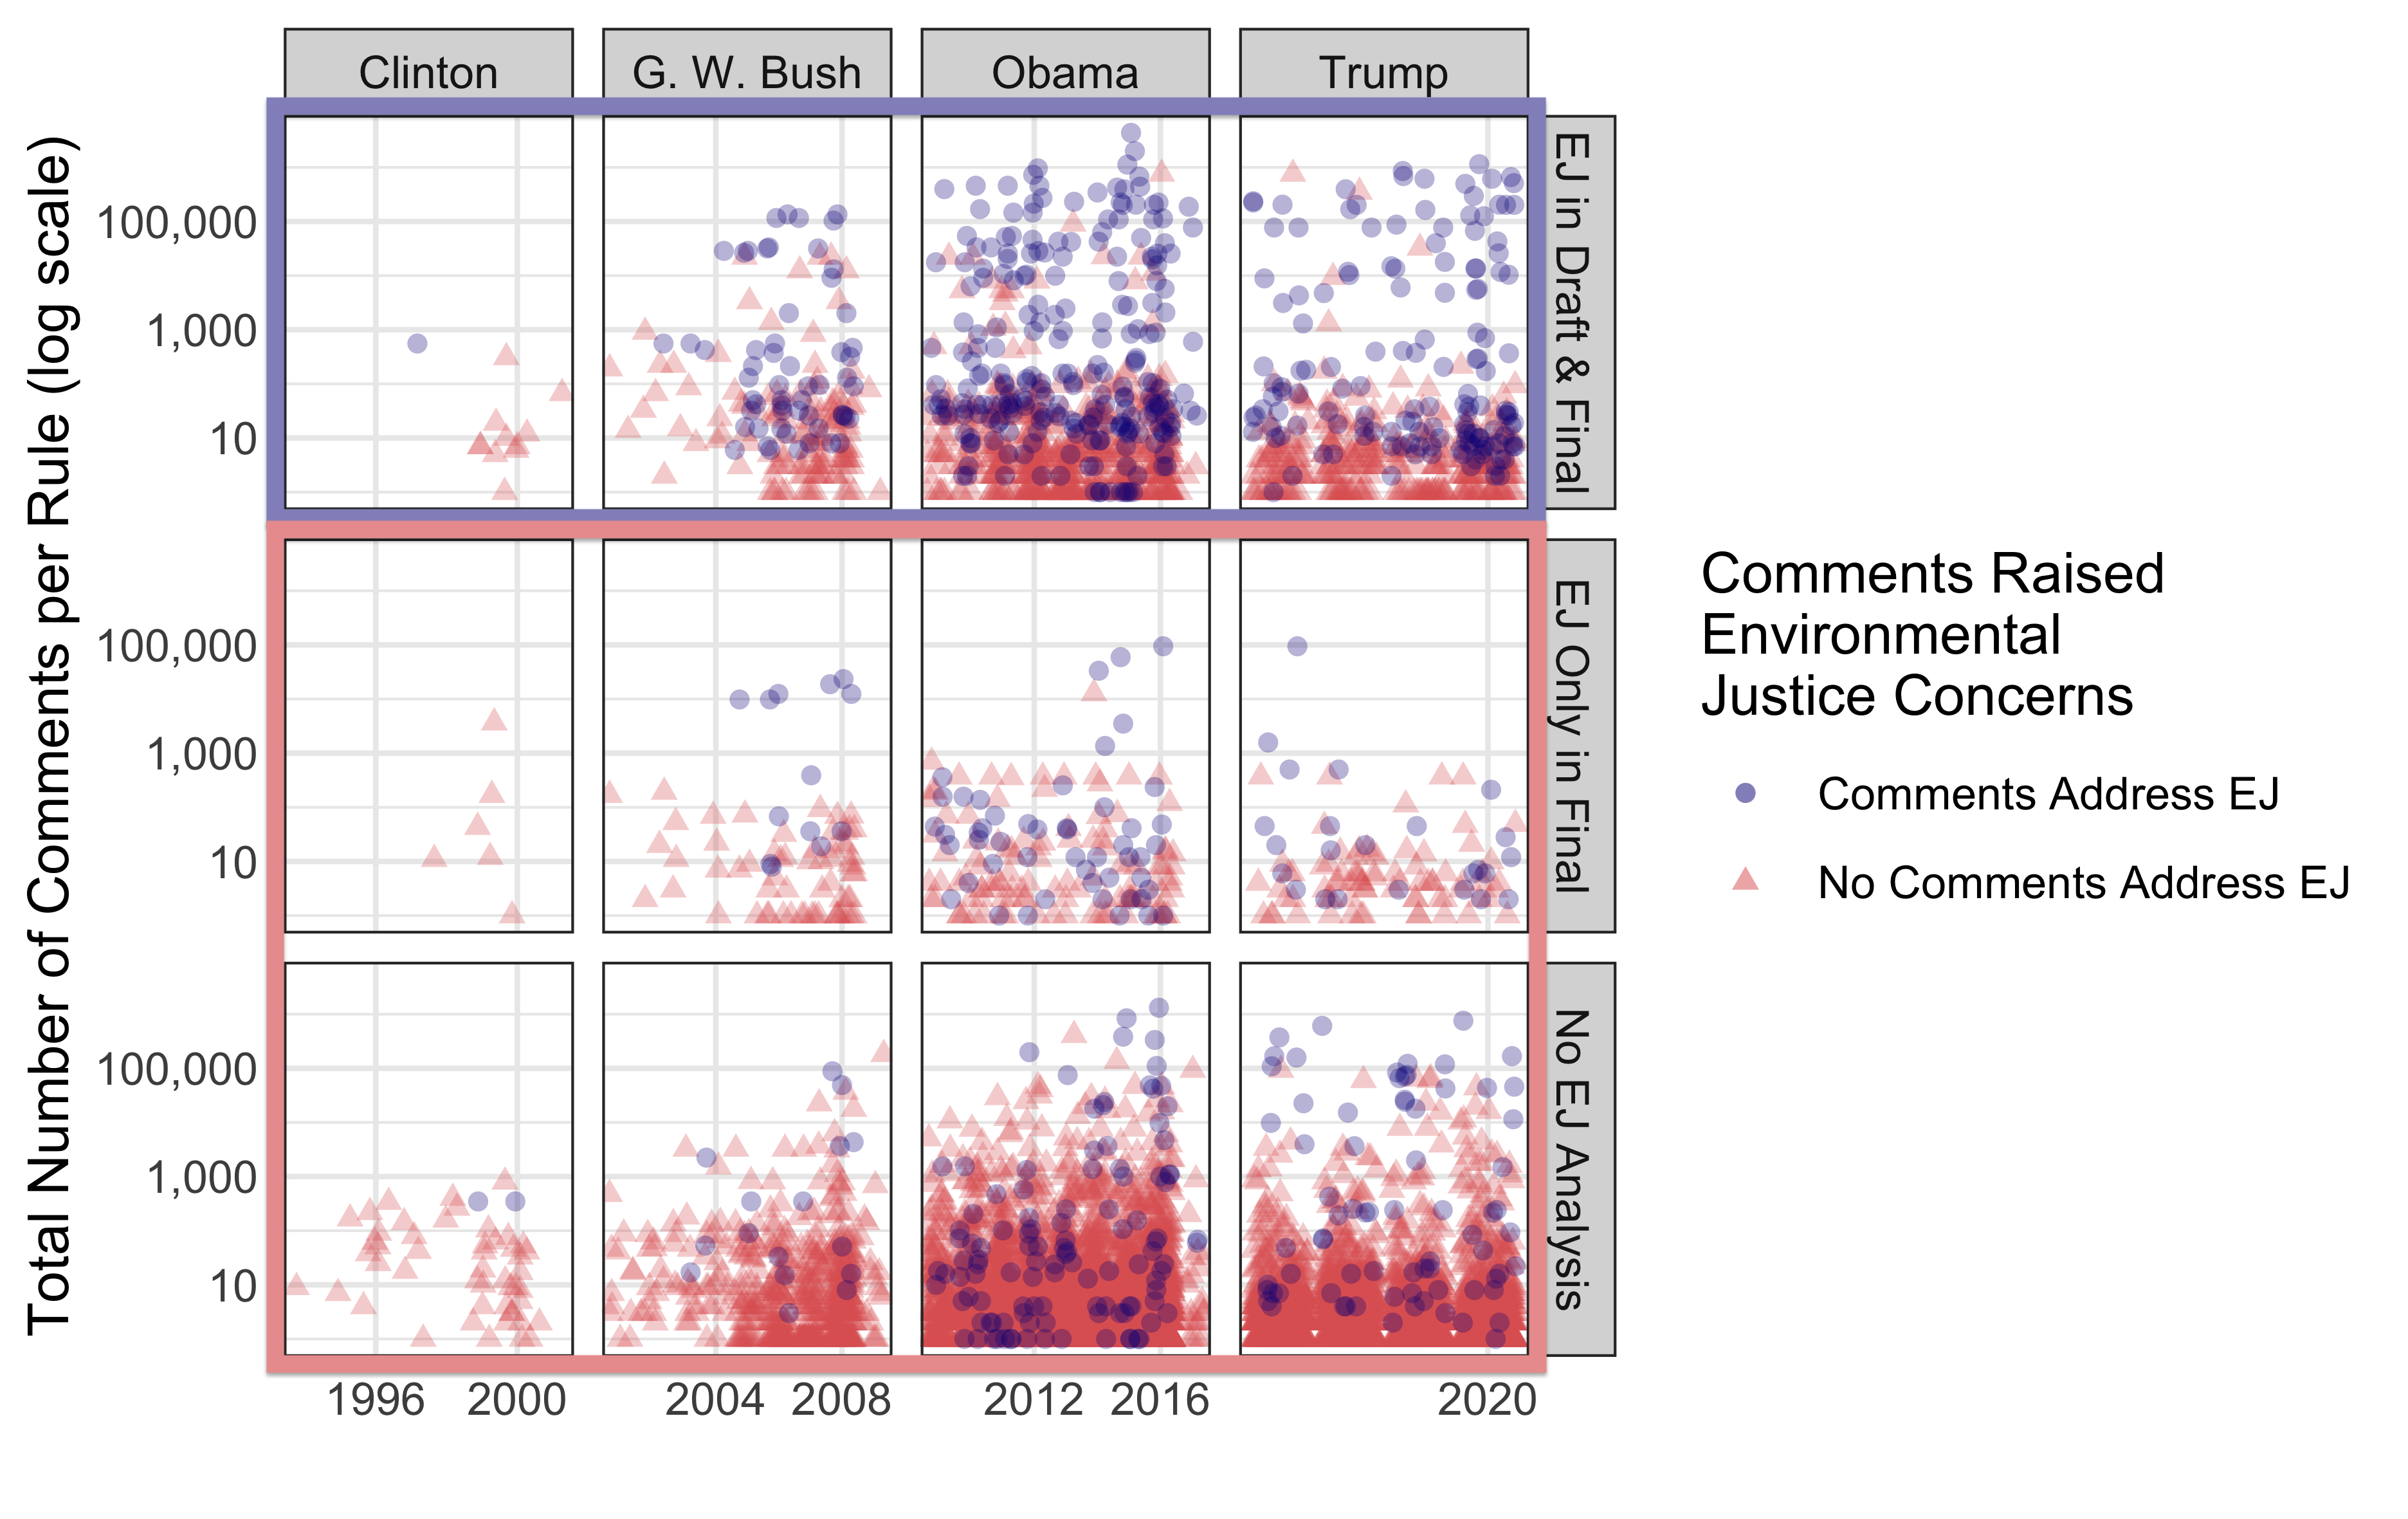 Clinton
G. W. Bush
Obama
Trump
Total Number of Comments per Rule (log scale)
100,000
1,000
10
EJ in Draft & Final
100,000
1,000
10
EJ Only in Final
100,000
1,000
10
No EJ Analysis
1996
2000
2004
2008
2012
2016
2020
Comments Raised
Environmental
Justice Concerns
Comments Address EJ
No Comments Address EJ